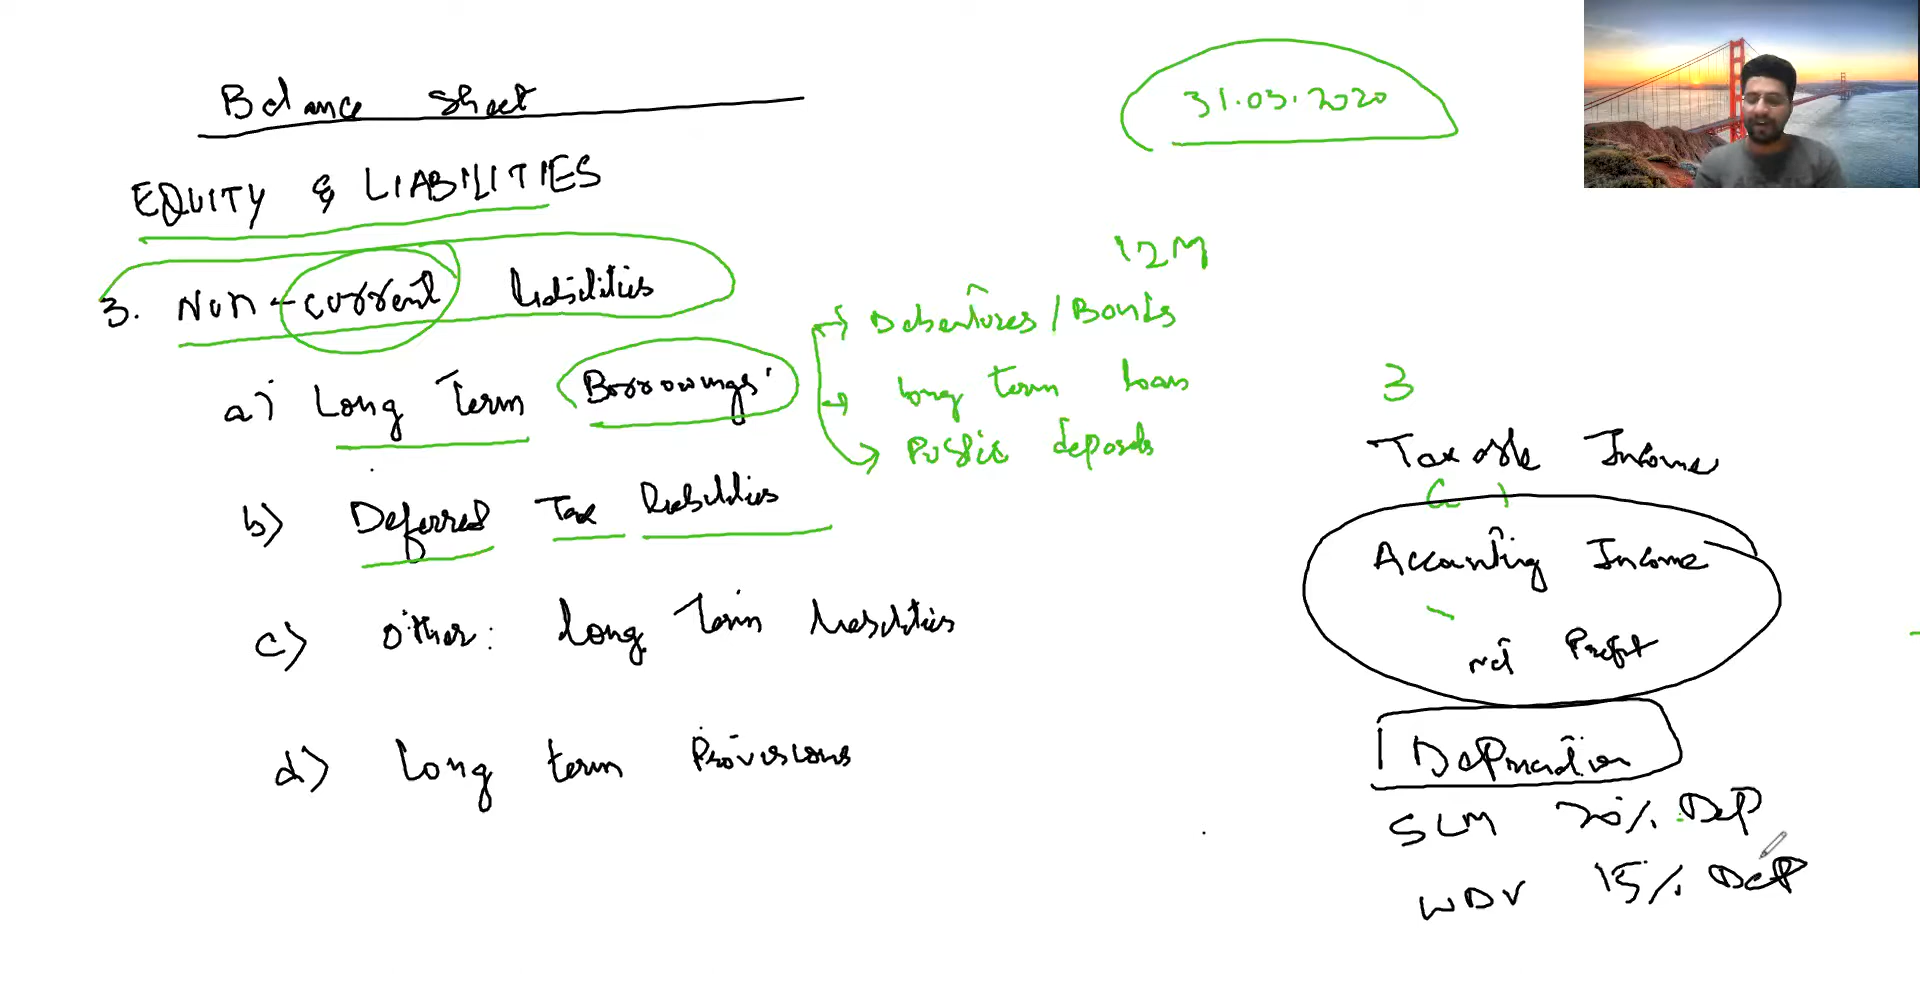 Balance Sheet
31.03.2020
EQUITY & LIABILITIES
12M
3. Non-current liabilities
→ Debentures / Bonds
a) Long Term Borrowings
→ long term loan
→ Public deposits
3
Taxable Income
b) Deferred Tax Liabilities
Accounting Income
net Profit
c) other Long Term liabilities
d) Long term Provisions
Depreciation
SLM 20% Dep
WDV 15% Dep